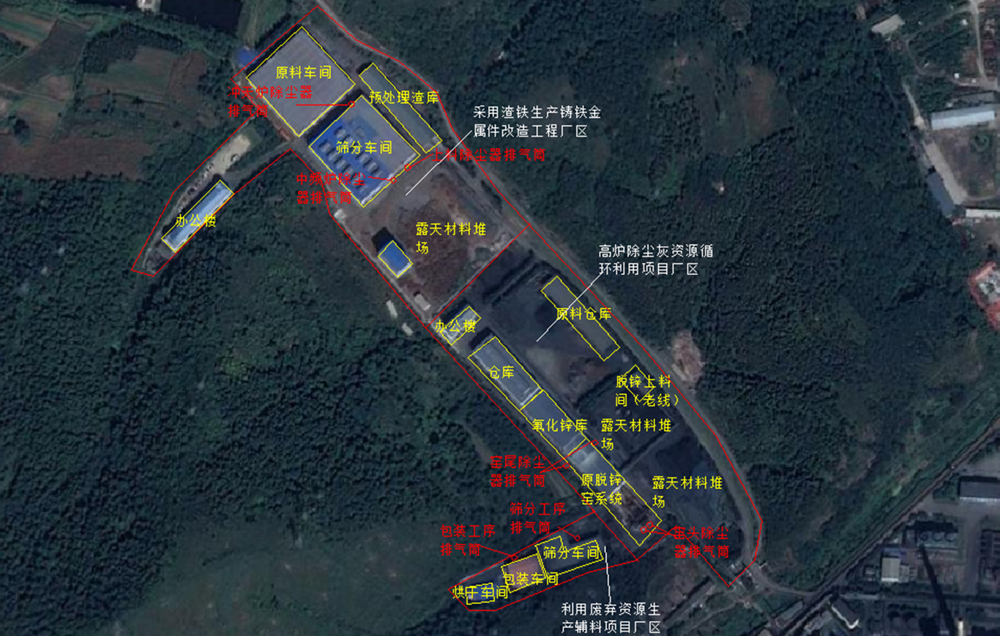 原料车间
冲天炉除尘器
排气筒
预处理渣库
采用渣铁生产铸铁金
属件改造工程厂区
筛分车间
上料除尘器排气筒
中频炉除尘
器排气筒
办公楼
露天材料堆
场
高炉除尘灰资源循
环利用项目厂区
原料仓库
办公楼
仓库
脱锌上料
间（老线）
氧化锌库
露天材料堆
场
窑尾除尘
器排气筒
原脱锌
窑系统
露天材料堆
场
筛分工序
排气筒
包装工序
排气筒
窑头除尘
器排气筒
筛分车间
包装车间
烘干车间
利用废弃资源生
产辅料项目厂区